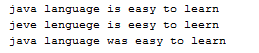 java language is easy to learn
jeve lenguege is eesy to leern
java language was easy to learn